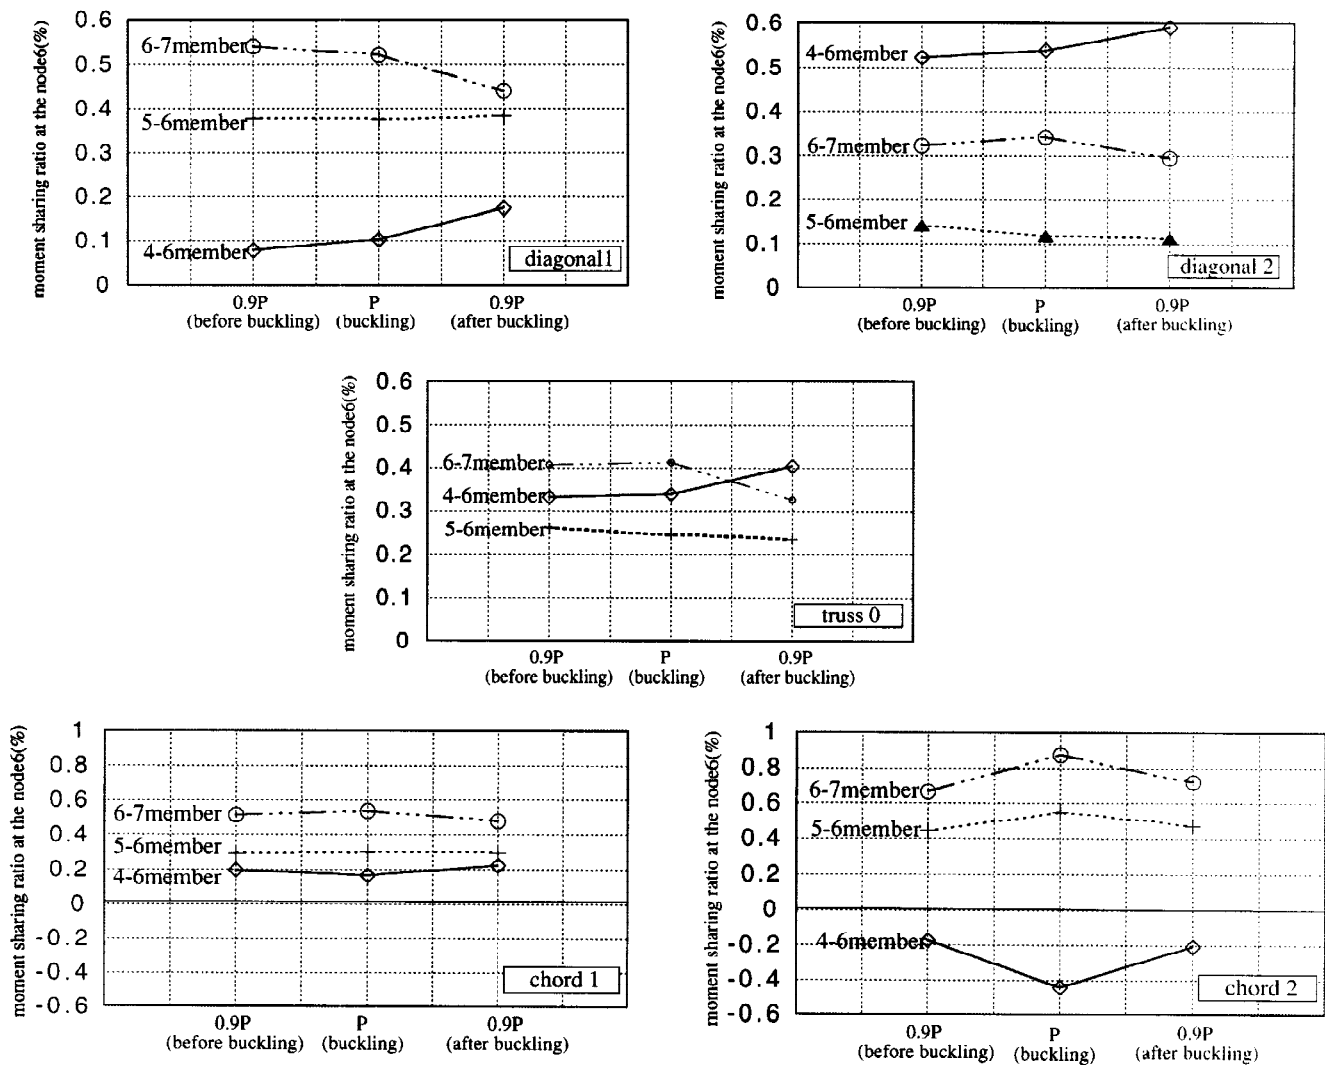 moment sharing ratio at the node6(%)
0.6
0.5
0.4
0.3
0.2
0.1
0
6-7member
5-6member
4-6member
diagonal1
0.9P
(before buckling)
P
(buckling)
0.9P
(after buckling)
moment sharing ratio at the node6(%)
0.6
0.5
0.4
0.3
0.2
0.1
0
4-6member
6-7member
5-6member
diagonal 2
0.9P
(before buckling)
P
(buckling)
0.9P
(after buckling)
moment sharing ratio at the node6(%)
0.6
0.5
0.4
0.3
0.2
0.1
0
6-7member
4-6member
5-6member
truss 0
0.9P
(before buckling)
P
(buckling)
0.9P
(after buckling)
moment sharing ratio at the node6(%)
1
0.8
0.6
0.4
0.2
0
-0.2
-0.4
-0.6
6-7member
5-6member
4-6member
chord 1
0.9P
(before buckling)
P
(buckling)
0.9P
(after buckling)
moment sharing ratio at the node6(%)
1
0.8
0.6
0.4
0.2
0
-0.2
-0.4
-0.6
6-7member
5-6member
4-6member
chord 2
0.9P
(before buckling)
P
(buckling)
0.9P
(after buckling)